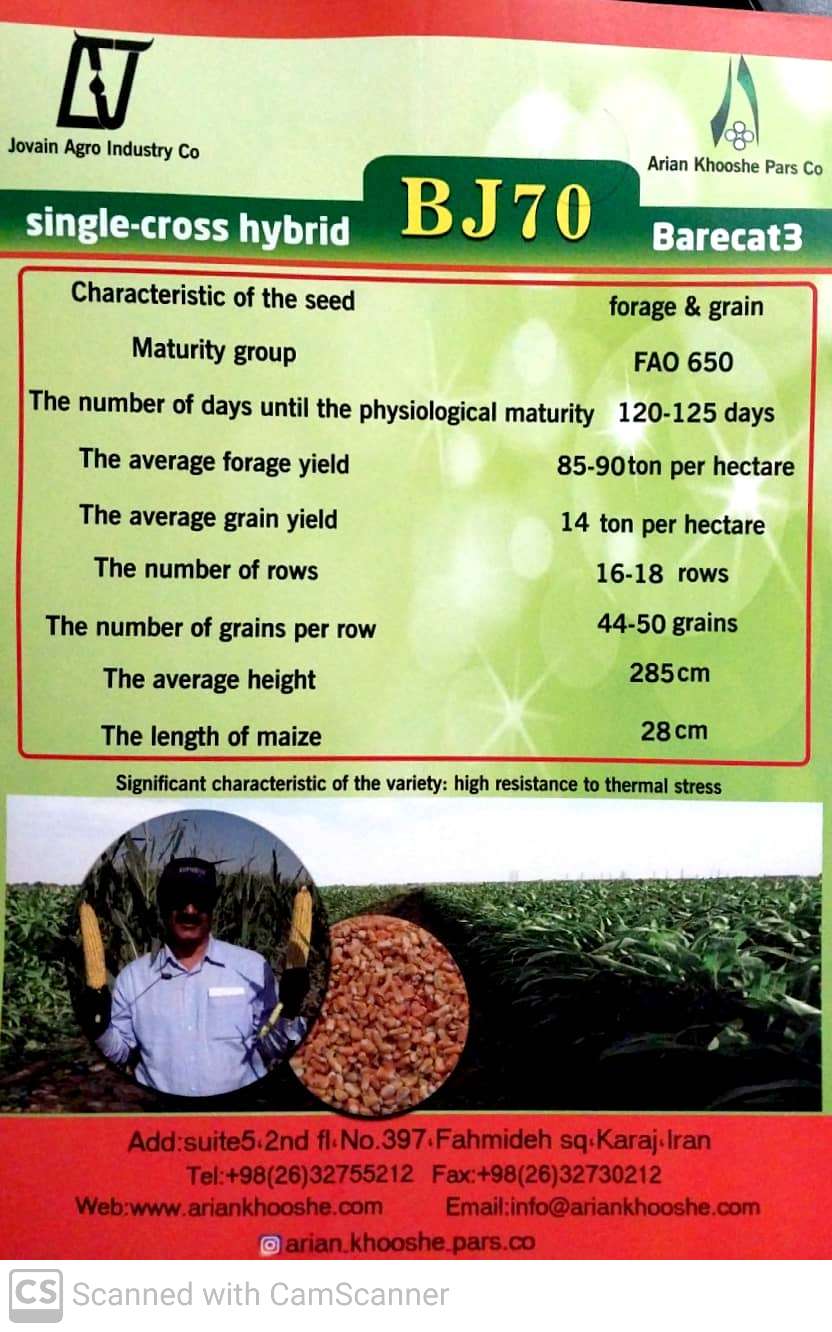 Jovain Agro Industry Co
Arian Khooshe Pars Co
BJ70
single-cross hybrid
Barecat3
Characteristic of the seed forage & grain
Maturity group FAO 650
The number of days until the physiological maturity 120-125 days
The average forage yield 85-90ton per hectare
The average grain yield 14 ton per hectare
The number of rows 16-18 rows
The number of grains per row 44-50 grains
The average height 285cm
The length of maize 28cm
Significant characteristic of the variety: high resistance to thermal stress
Add:suite5،2nd fl،No.397،Fahmideh sq،Karaj،Iran
Tel:+98(26)32755212 Fax:+98(26)32730212
Web:www.ariankhooshe.com Email:info@ariankhooshe.com
arian.khooshe.pars.co
CS Scanned with CamScanner